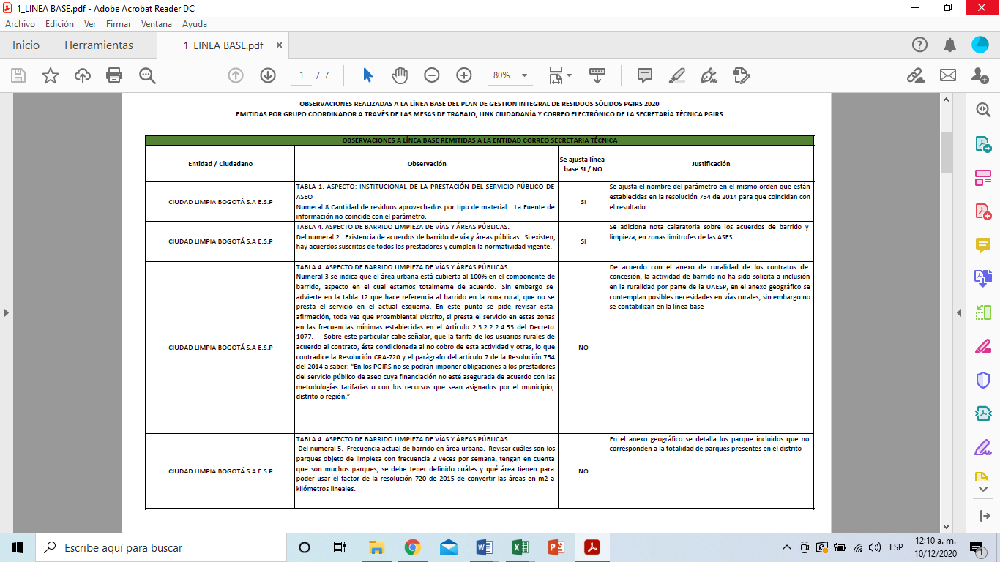 1_LINEA BASE.pdf - Adobe Acrobat Reader DC
Archivo Edición Ver Firmar Ventana Ayuda
Inicio Herramientas 1_LINEA BASE.pdf ×
1 / 7 80%
OBSERVACIONES REALIZADAS A LA LÍNEA BASE DEL PLAN DE GESTION INTEGRAL DE RESIDUOS SÓLIDOS PGIRS 2020
EMITIDAS POR GRUPO COORDINADOR A TRAVÉS DE LAS MESAS DE TRABAJO, LINK CIUDADANÍA Y CORREO ELECTRÓNICO DE LA SECRETARÍA TÉCNICA PGIRS
OBSERVACIONES A LÍNEA BASE REMITIDAS A LA ENTIDAD CORREO SECRETARIA TÉCNICA
Entidad / Ciudadano
Observación
Se ajusta línea
base SI / NO
Justificación
CIUDAD LIMPIA BOGOTÁ S.A E.S.P
TABLA 1. ASPECTO: INSTITUCIONAL DE LA PRESTACIÓN DEL SERVICIO PÚBLICO DE
ASEO
Numeral 8 Cantidad de residuos aprovechados por tipo de material. La Fuente de
información no coincide con el parámetro.
SI
Se ajusta el nombre del parámetro en el mismo orden que están
establecidas en la resolución 754 de 2014 para que coincidan con
el resultado.
CIUDAD LIMPIA BOGOTÁ S.A E.S.P
TABLA 4. ASPECTO DE BARRIDO LIMPIEZA DE VÍAS Y ÁREAS PÚBLICAS.
Del numeral 2. Existencia de acuerdos de barrido de vía y áreas públicas. Si existen,
hay acuerdos suscritos de todos los prestadores y cumplen la normatividad vigente.
SI
Se adiciona nota calaratoria sobre los acuerdos de barrido y
limpieza, en zonas limitrofes de las ASES
CIUDAD LIMPIA BOGOTÁ S.A E.S.P
TABLA 4. ASPECTO DE BARRIDO LIMPIEZA DE VÍAS Y ÁREAS PÚBLICAS.
Numeral 3 se indica que el área urbana está cubierta al 100% en el componente de
barrido, aspecto en el cual estamos totalmente de acuerdo. Sin embargo se
advierte en la tabla 12 que hace referencia al barrido en la zona rural, que no se
presta el servicio en el actual esquema. En este punto se pide revisar esta
afirmación, toda vez que Proambiental Distrito, si presta el servicio en estas zonas
en las frecuencias mínimas establecidas en el Artículo 2.3.2.2.2.4.53 del Decreto
1077. Sobre este particular cabe señalar, que la tarifa de los usuarios rurales de
acuerdo al contrato, ésta condicionada al no cobro de esta actividad y otras, lo que
contradice la Resolución CRA-720 y el parágrafo del artículo 7 de la Resolución 754
del 2014 a saber: “En los PGIRS no se podrán imponer obligaciones a los prestadores
del servicio público de aseo cuya financiación no esté asegurada de acuerdo con las
metodologías tarifarias o con los recursos que sean asignados por el municipio,
distrito o región.”
NO
De acuerdo con el anexo de ruralidad de los contratos de
concesión, la actividad de barrido no ha sido solicita a inclusión
en la ruralidad por parte de la UAESP, en el anexo geográfico se
contemplan posibles necesidades en vías rurales, sin embargo no
se contabilizan en la línea base
CIUDAD LIMPIA BOGOTÁ S.A E.S.P
TABLA 4. ASPECTO DE BARRIDO LIMPIEZA DE VÍAS Y ÁREAS PÚBLICAS.
Del numeral 5. Frecuencia actual de barrido en área urbana. Revisar cuáles son los
parques objeto de limpieza con frecuencia 2 veces por semana, tengan en cuenta
que son muchos parques, se debe tener definido cuáles y qué área tienen para
poder usar el factor de la resolución 720 de 2015 de convertir las áreas en m2 a
kilómetros lineales.
NO
En el anexo geográfico se detalla los parque incluidos que no
corresponden a la totalidad de parques presentes en el distrito
Escribe aquí para buscar
ESP
12:10 a. m.
10/12/2020
1